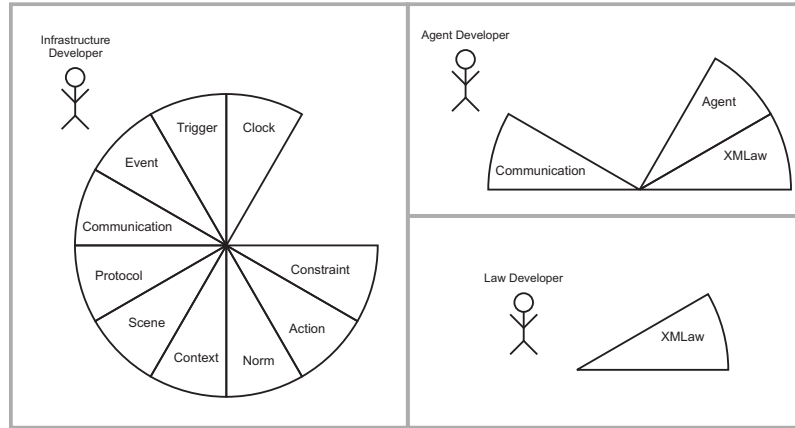 Infrastructure
Developer
Trigger
Clock
Event
Communication
Protocol
Scene
Context
Norm
Action
Constraint
Agent Developer
Communication
Agent
XMLaw
Law Developer
XMLaw